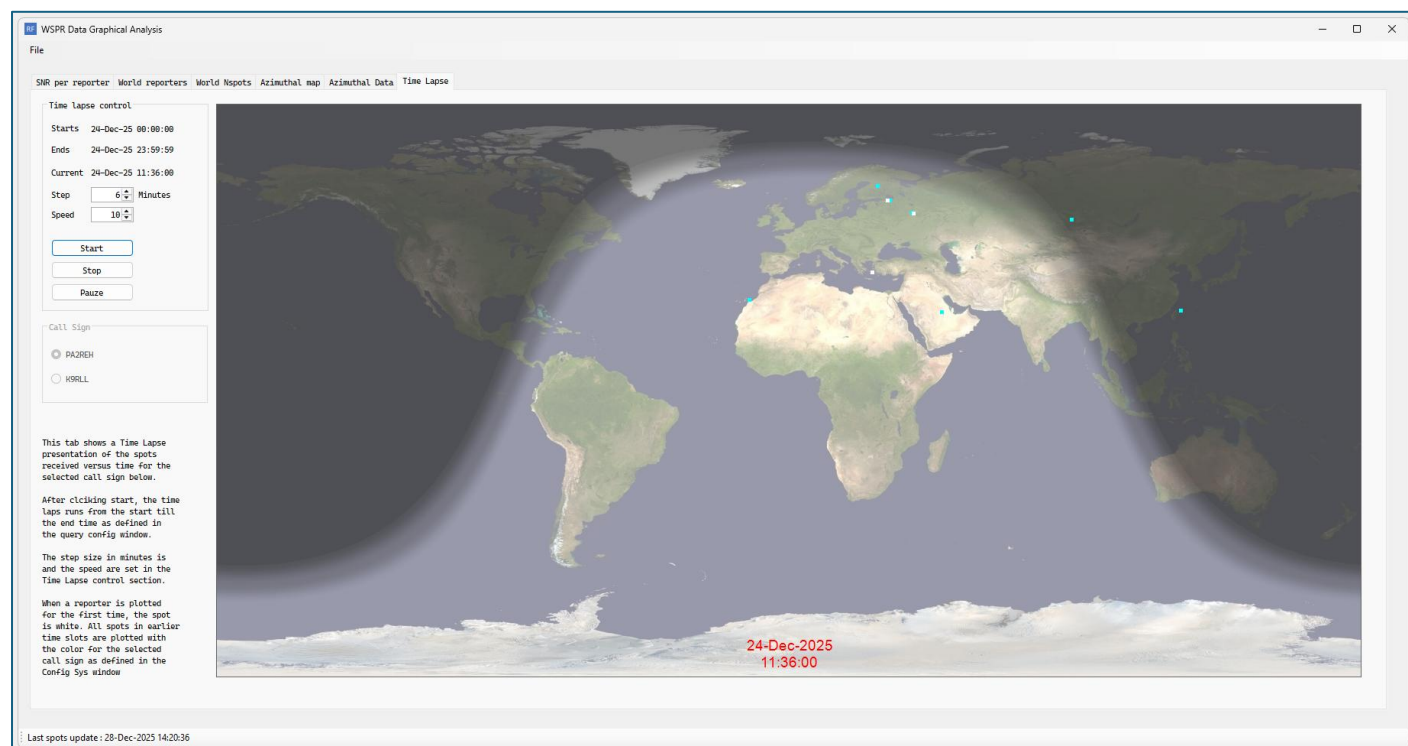 RF WSPR Data Graphical Analysis
File
SNR per reporter World reporters World Nspots Azimuthal map Azimuthal Data Time Lapse
Time lapse control
Starts 24-Dec-25 00:00:00
Ends 24-Dec-25 23:59:59
Current 24-Dec-25 11:36:00
Step 6 Minutes
Speed 10
Start
Stop
Pauze
Call Sign
PA2REH
K9RLL
This tab shows a Time Lapse
presentation of the spots
received versus time for the
selected call sign below.
After clciking start, the time
laps runs from the start till
the end time as defined in
the query config window.
The step size in minutes is
and the speed are set in the
Time Lapse control section.
When a reporter is plotted
for the first time, the spot
is white. All spots in earlier
time slots are plotted with
the color for the selected
call sign as defined in the
Config Sys window
24-Dec-2025
11:36:00
Last spots update : 28-Dec-2025 14:20:36